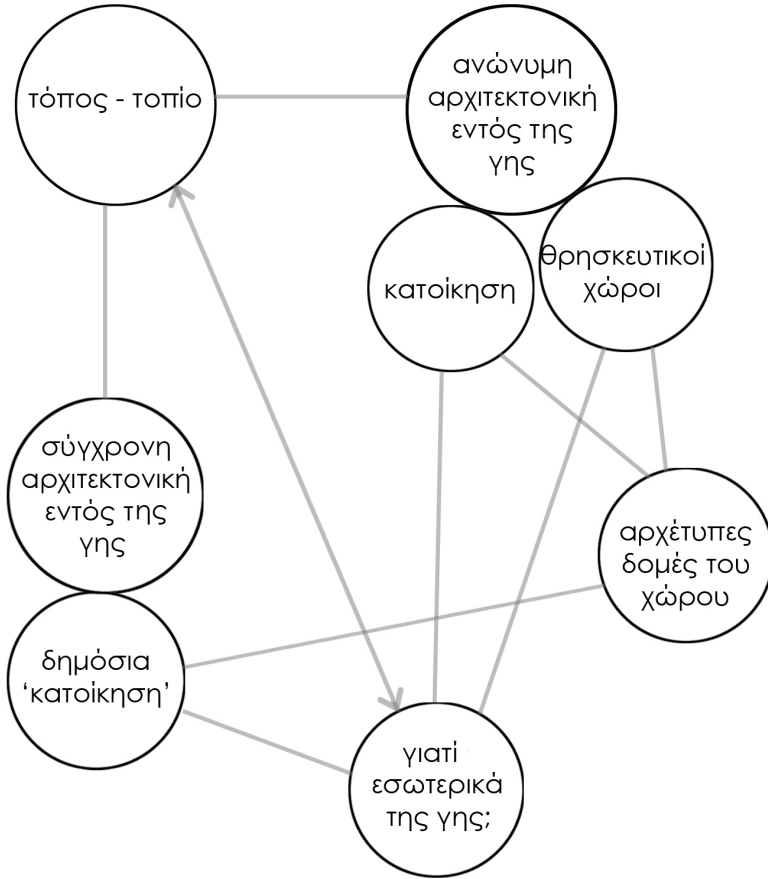 τόπος - τοπίο
ανώνυμη
αρχιτεκτονική
εντός της
γης
κατοίκηση
θρησκευτικοί
χώροι
σύγχρονη
αρχιτεκτονική
εντός της
γης
αρχέτυπες
δομές του
χώρου
δημόσια
‘κατοίκηση’
γιατί
εσωτερικά
της γης;